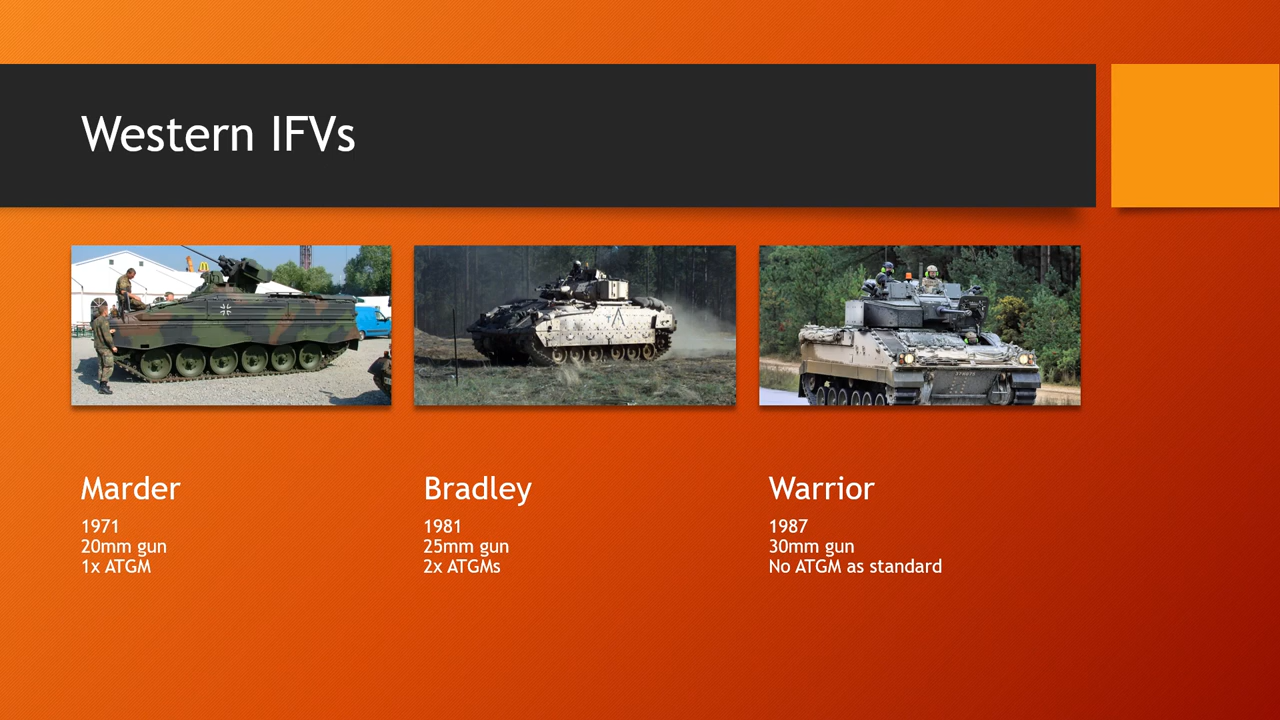 Western IFVs
Marder
1971
20mm gun
1x ATGM
Bradley
1981
25mm gun
2x ATGMs
Warrior
1987
30mm gun
No ATGM as standard